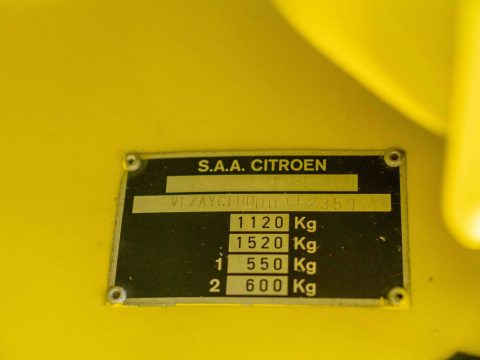 S.A.A. CITROEN
1120 Kg
1520 Kg
1 550 Kg
2 600 Kg